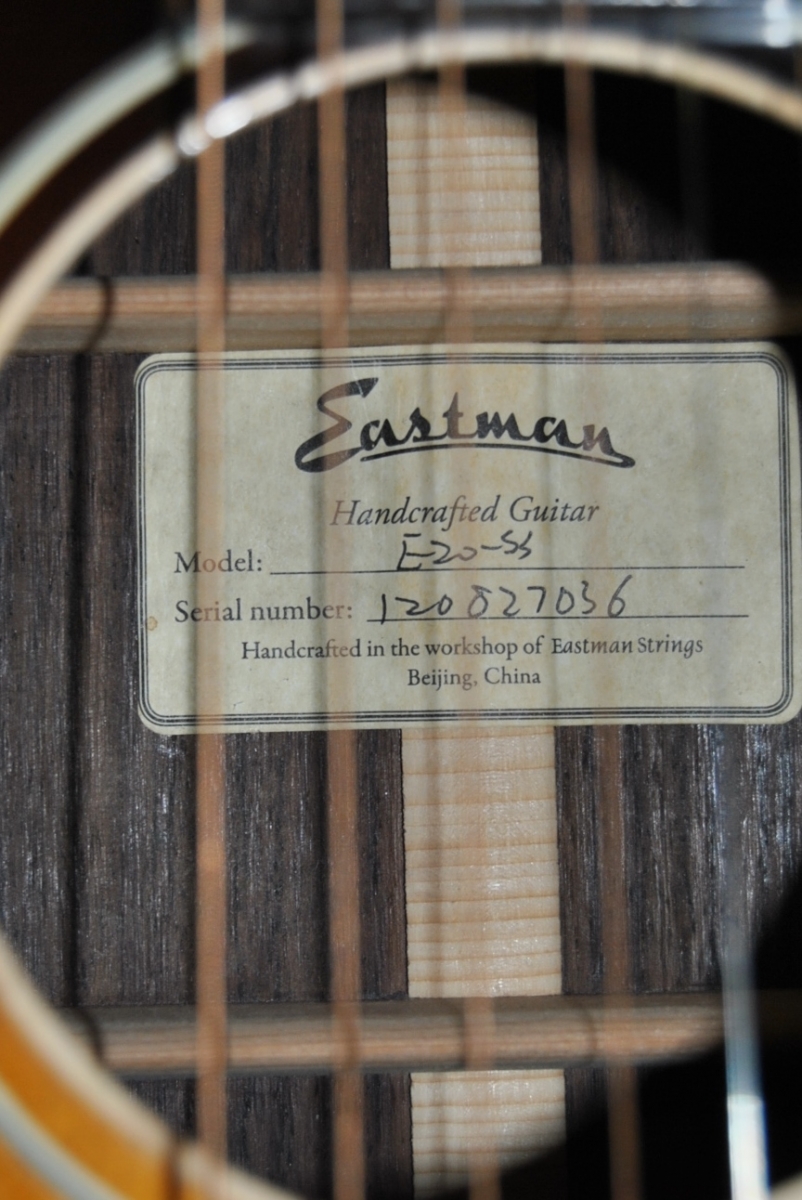 Eastman
Handcrafted Guitar
Model: E20-SS
Serial number: 120827036
Handcrafted in the workshop of Eastman Strings
Beijing, China